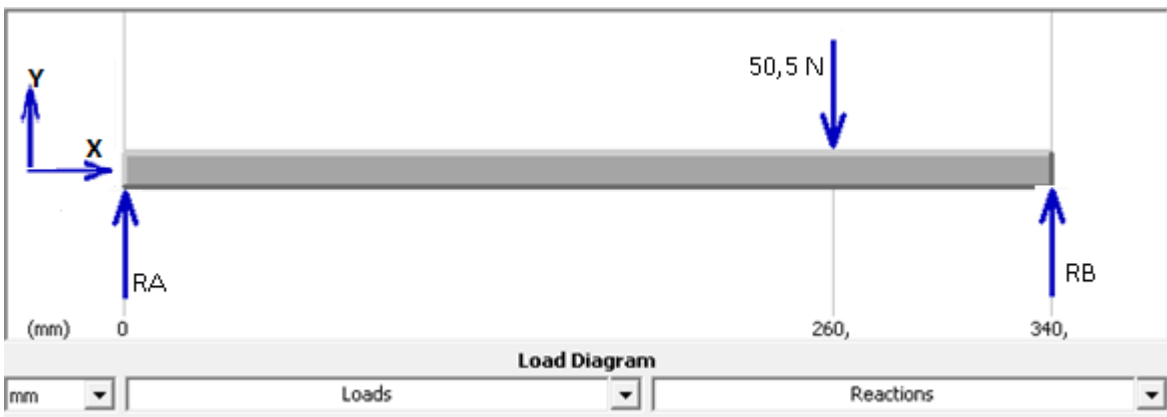 50,5 N
Y
X
RA
RB
(mm) 0 260, 340,
Load Diagram
mm Loads Reactions